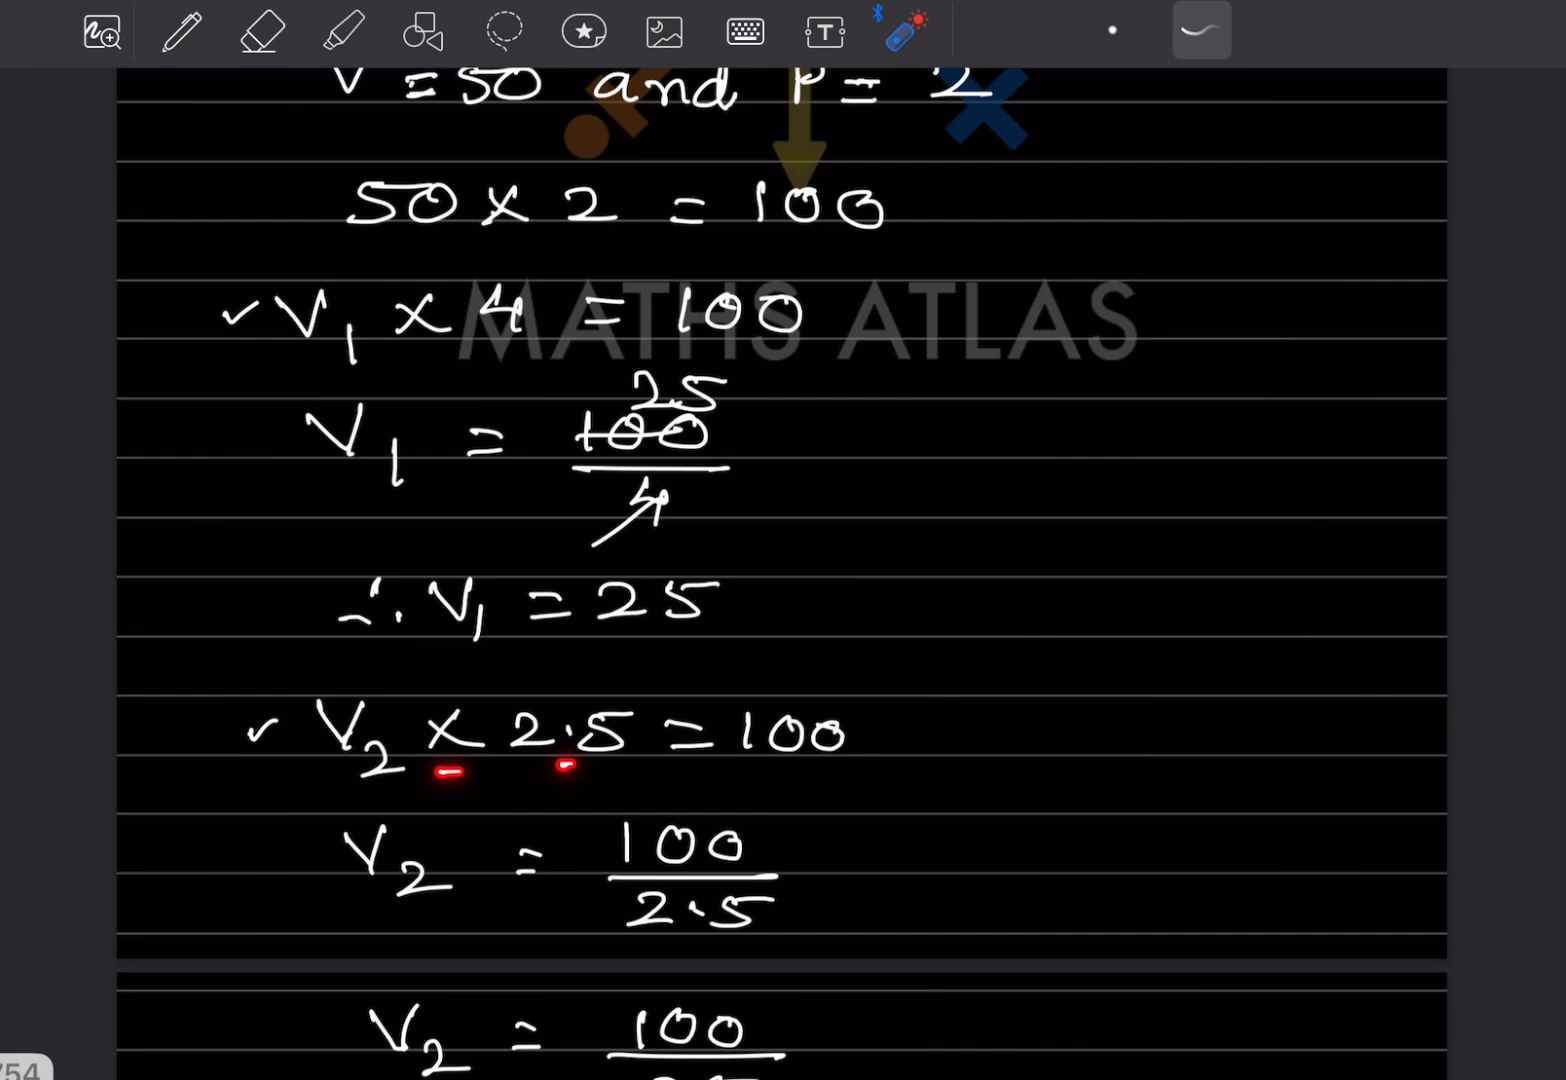 V = 50 and P = 2
50 × 2 = 100
✓ V₁ × 4 = 100
MATHS ATLAS
25
V₁ = 100/4
∴ V₁ = 25
✓ V₂ × 2.5 = 100
V₂ = 100/2.5
V₂ = 100
754